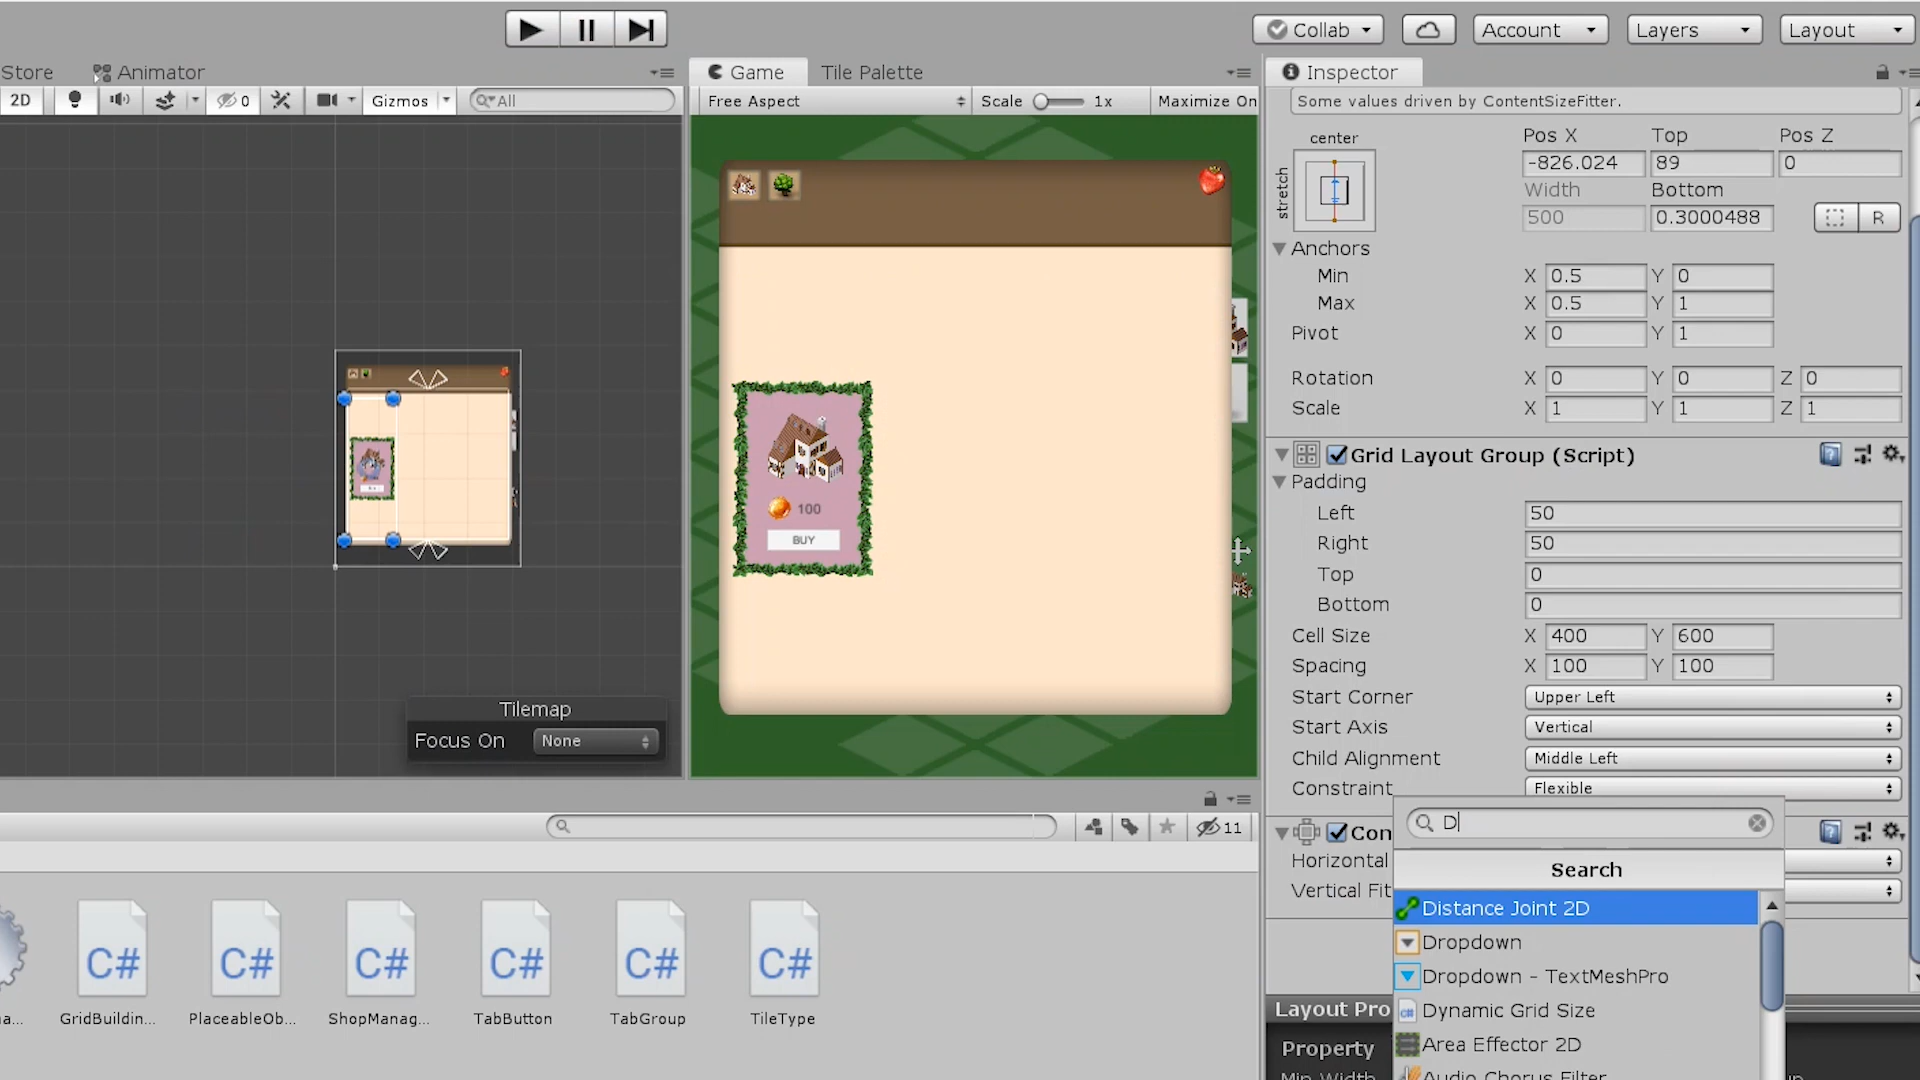 Collab
Account
Layers
Layout
Store
Animator
Game
Tile Palette
Inspector
2D
0
Gizmos
All
Free Aspect
Scale
1x
Maximize On
Some values driven by ContentSizeFitter.
center
stretch
Pos X
Top
Pos Z
-826.024
89
0
Width
Bottom
500
0.3000488
R
Anchors
Min X 0.5 Y 0
Max X 0.5 Y 1
Pivot X 0 Y 1
Rotation X 0 Y 0 Z 0
Scale X 1 Y 1 Z 1
100
BUY
Grid Layout Group (Script)
Padding
Left 50
Right 50
Top 0
Bottom 0
Cell Size X 400 Y 600
Spacing X 100 Y 100
Start Corner Upper Left
Start Axis Vertical
Child Alignment Middle Left
Constraint Flexible
Tilemap
Focus On None
11
D
Con
Horizontal
Vertical Fit
Search
Distance Joint 2D
Dropdown
Dropdown - TextMeshPro
Dynamic Grid Size
Area Effector 2D
Audio Chorus Filter
Layout Pro
Property
Min Width
a...
GridBuildin...
PlaceableOb...
ShopManag...
TabButton
TabGroup
TileType
C#
C#
C#
C#
C#
C#